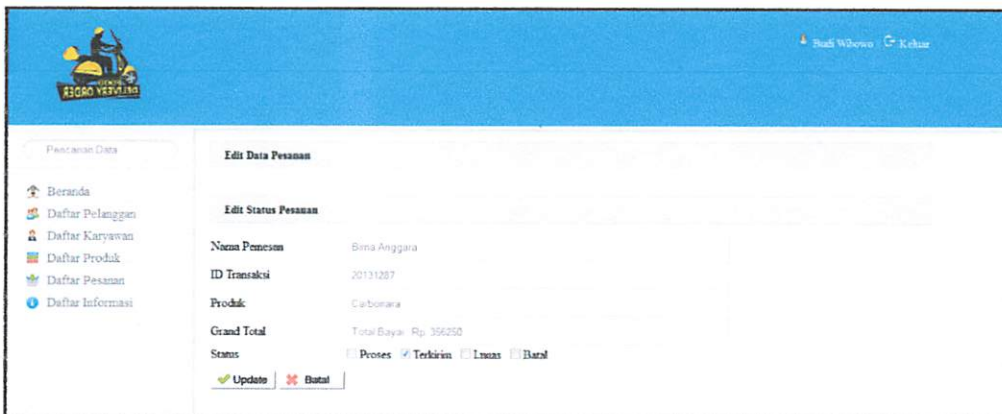 DELIVERY ORDER
Budi Wibowo Keluar
Pencarian Data
Beranda
Daftar Pelanggan
Daftar Karyawan
Daftar Produk
Daftar Pesanan
Daftar Informasi
Edit Data Pesanan
Edit Status Pesanan
Nama Pemesan Bima Anggara
ID Transaksi 20131287
Produk Carbonara
Grand Total Total Bayar Rp. 356250
Status Proses Terkirim Lunas Batal
Update Batal